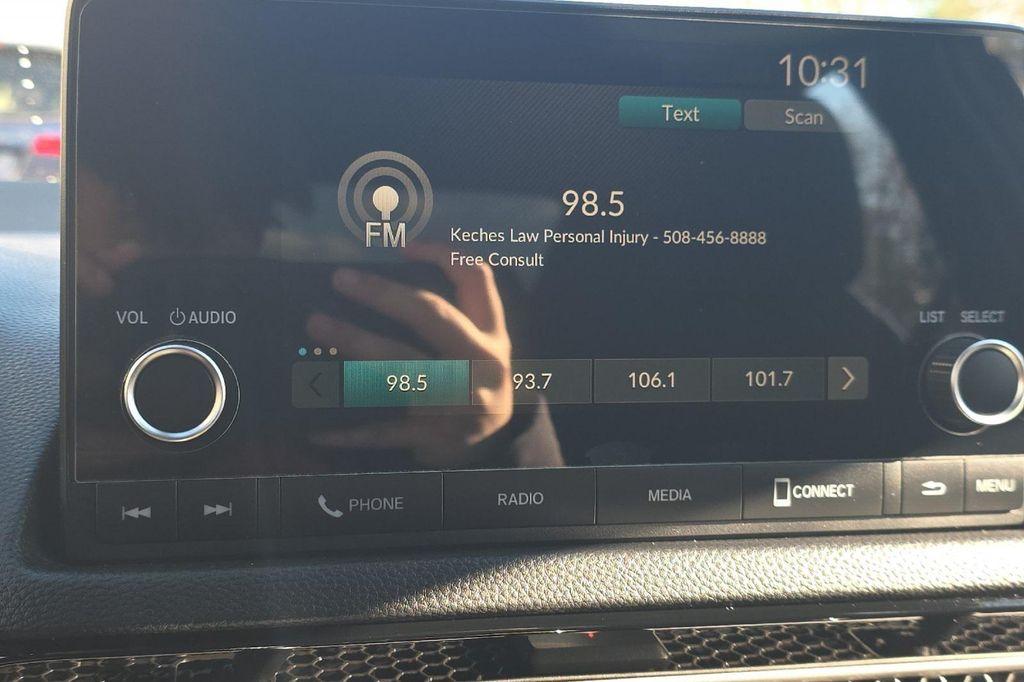 10:31
Text Scan
98.5
FM
Keches Law Personal Injury - 508-456-8888
Free Consult
VOL AUDIO
LIST SELECT
98.5 93.7 106.1 101.7
PHONE RADIO MEDIA CONNECT MENU